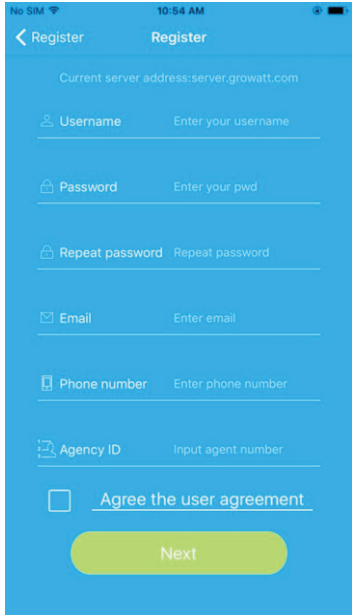 No SIM 10:54 AM
Register Register
Current server address:server.growatt.com
Username Enter your username
Password Enter your pwd
Repeat password Repeat password
Email Enter email
Phone number Enter phone number
Agency ID Input agent number
Agree the user agreement
Next